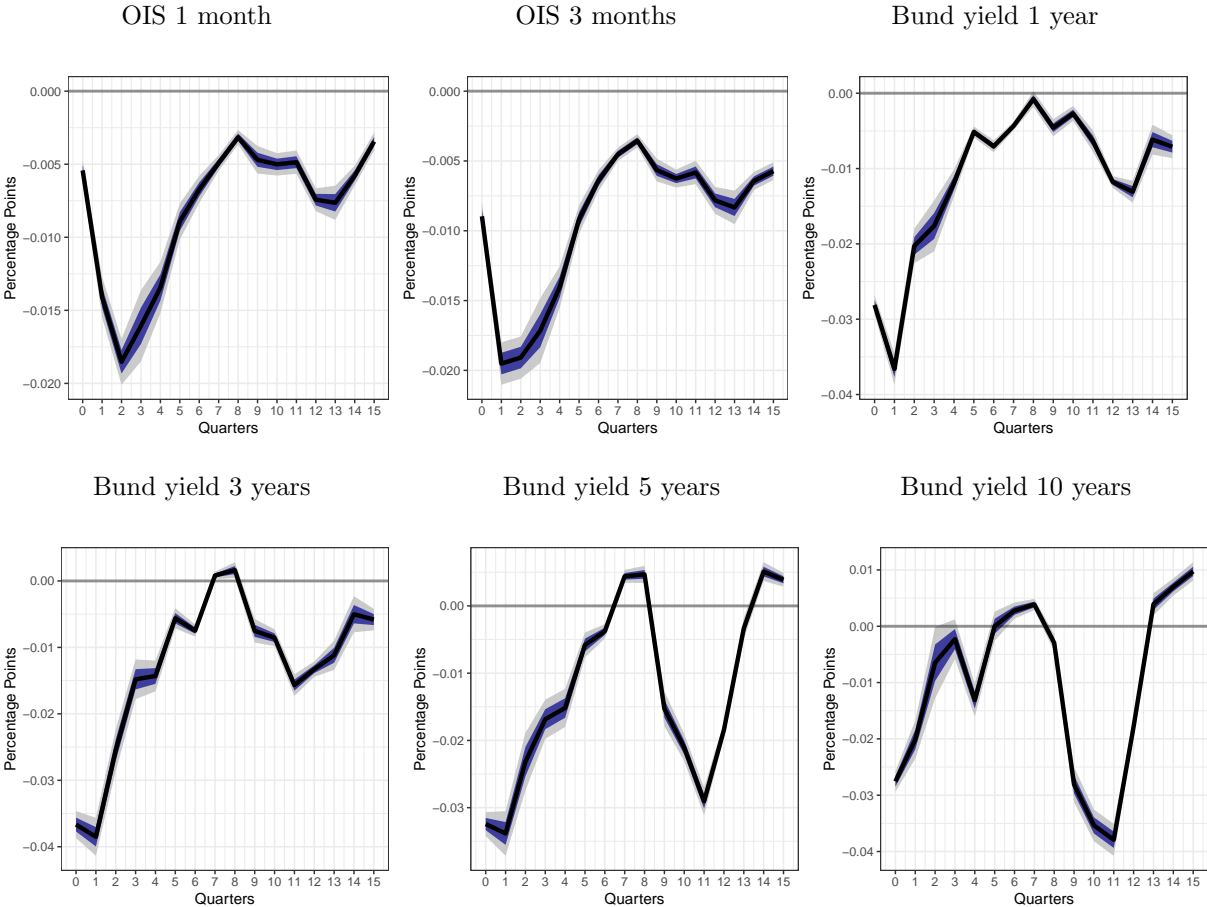 OIS 1 month
OIS 3 months
Bund yield 1 year
0.000
−0.005
−0.010
−0.015
−0.020
Percentage Points
0 1 2 3 4 5 6 7 8 9 10 11 12 13 14 15
Quarters
0.000
−0.005
−0.010
−0.015
−0.020
Percentage Points
0 1 2 3 4 5 6 7 8 9 10 11 12 13 14 15
Quarters
0.00
−0.01
−0.02
−0.03
−0.04
Percentage Points
0 1 2 3 4 5 6 7 8 9 10 11 12 13 14 15
Quarters
Bund yield 3 years
Bund yield 5 years
Bund yield 10 years
0.00
−0.01
−0.02
−0.03
−0.04
Percentage Points
0 1 2 3 4 5 6 7 8 9 10 11 12 13 14 15
Quarters
0.00
−0.01
−0.02
−0.03
Percentage Points
0 1 2 3 4 5 6 7 8 9 10 11 12 13 14 15
Quarters
0.01
0.00
−0.01
−0.02
−0.03
−0.04
Percentage Points
0 1 2 3 4 5 6 7 8 9 10 11 12 13 14 15
Quarters